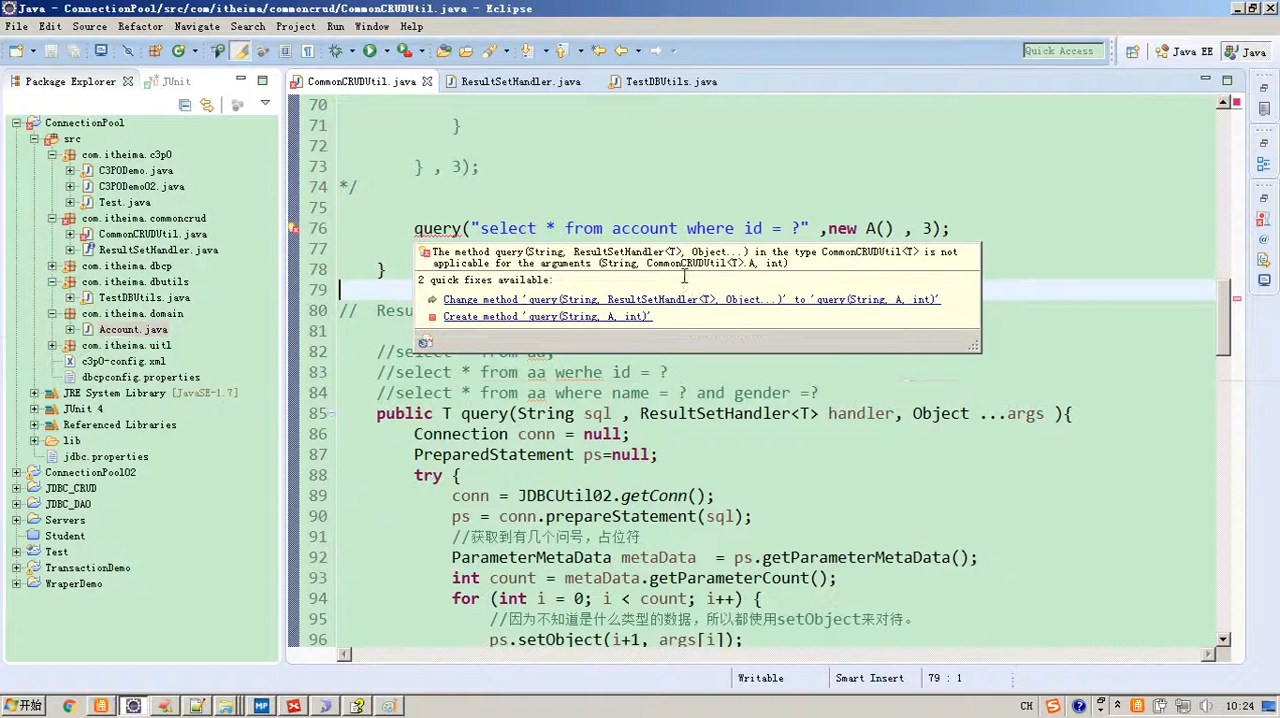 Java - ConnectionPool/src/com/itheima/commoncrud/CommonCRUDUtil.java - Eclipse
File Edit Source Refactor Navigate Search Project Run Window Help
Quick Access Java EE Java
Package Explorer JUnit
CommonCRUDUtil.java ResultSetHandler.java TestDBUtils.java
ConnectionPool
src
com.itheima.c3p0
C3PODemo.java
C3PODemo02.java
Test.java
com.itheima.commoncrud
CommonCRUDUtil.java
ResultSetHandler.java
com.itheima.dbcp
com.itheima.dbutils
TestDBUtils.java
com.itheima.domain
Account.java
com.itheima.uitl
c3p0-config.xml
dbcpconfig.properties
JRE System Library [JavaSE-1.7]
JUnit 4
Referenced Libraries
lib
jdbc.properties
ConnectionPool02
JDBC_CRUD
JDBC_DAO
Servers
Student
Test
TransactionDemo
WraperDemo
70
71 }
72
73 } , 3);
74 */
75
76 query("select * from account where id = ?" ,new A() , 3);
77
78 }
79
80 // Resu
81
82 //select * from aa;
83 //select * from aa werhe id = ?
84 //select * from aa where name = ? and gender =?
85 public T query(String sql , ResultSetHandler<T> handler, Object ...args ){
86 Connection conn = null;
87 PreparedStatement ps=null;
88 try {
89 conn = JDBCUtil02.getConn();
90 ps = conn.prepareStatement(sql);
91 //获取到有几个问号，占位符
92 ParameterMetaData metaData = ps.getParameterMetaData();
93 int count = metaData.getParameterCount();
94 for (int i = 0; i < count; i++) {
95 //因为不知道是什么类型的数据，所以都使用setObject来对待。
96 ps.setObject(i+1, args[i]);
The method query(String, ResultSetHandler<T>, Object...) in the type CommonCRUDUtil<T> is not
applicable for the arguments (String, CommonCRUDUtil<T>.A, int)
2 quick fixes available:
Change method 'query(String, ResultSetHandler<T>, Object...)' to 'query(String, A, int)'
Create method 'query(String, A, int)'
Writable Smart Insert 79 : 1
开始 CH 10:24